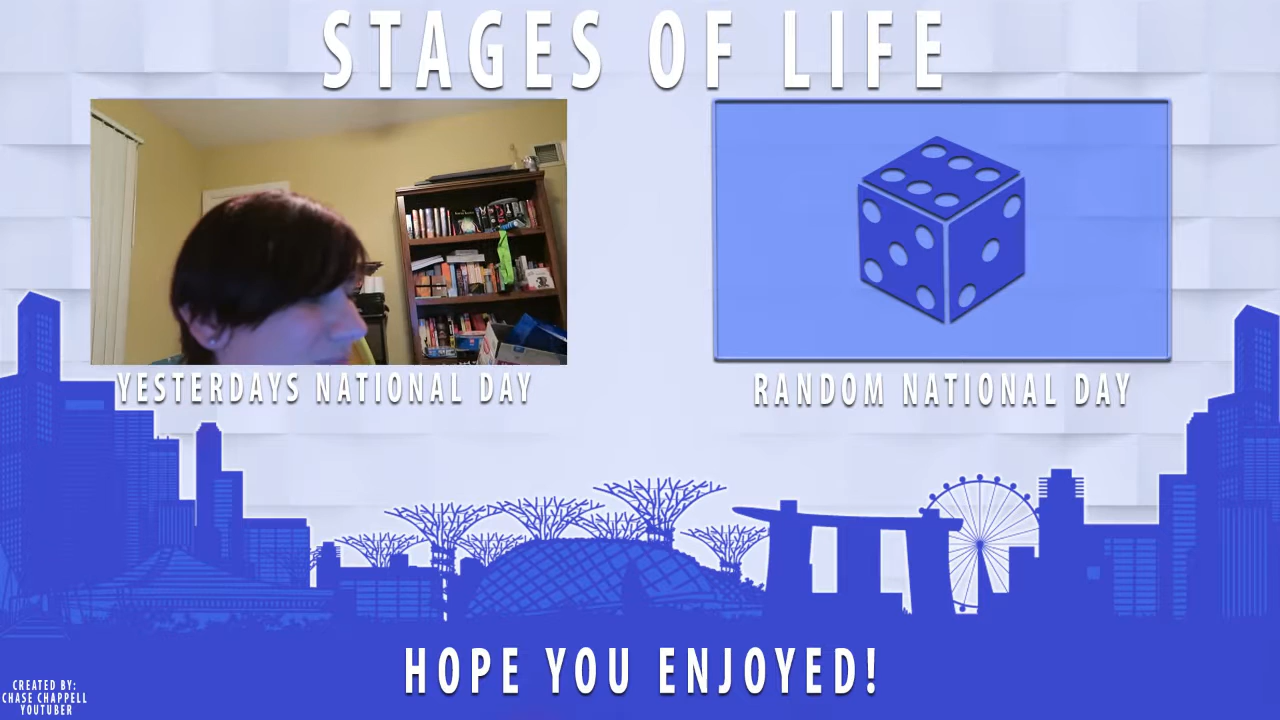 STAGES OF LIFE
YESTERDAYS NATIONAL DAY
RANDOM NATIONAL DAY
HOPE YOU ENJOYED!
CREATED BY:
CHASE CHAPPELL
YOUTUBER